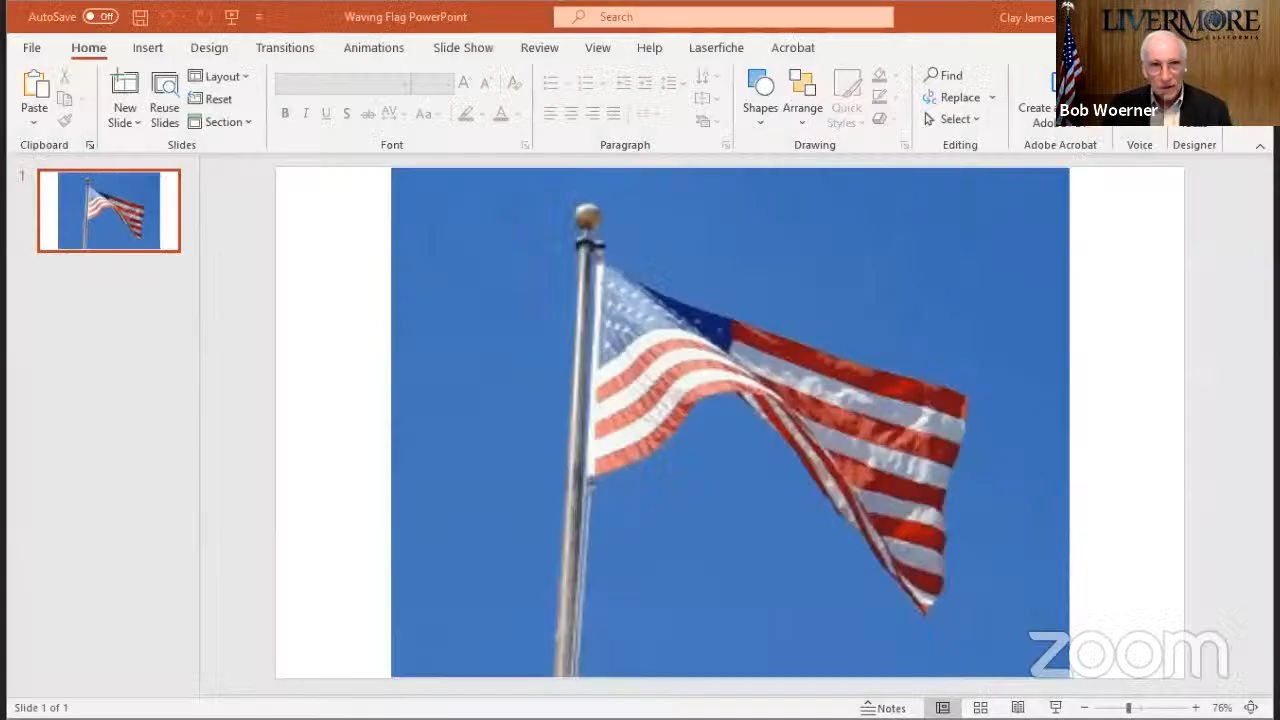 AutoSave Off Waving Flag PowerPoint Search Clay James
LIVERMORE
CALIFORNIA
File Home Insert Design Transitions Animations Slide Show Review View Help Laserfiche Acrobat
Bob Woerner
Paste
New
Slide
Reuse
Slides
Layout
Reset
Section
B I U S ab AV Aa A
Shapes Arrange Quick
Styles
Find
Replace
Select
Create a
Clipboard Slides Font Paragraph Drawing Editing Adobe Acrobat Voice Designer
1
zoom
Slide 1 of 1 Notes 76%